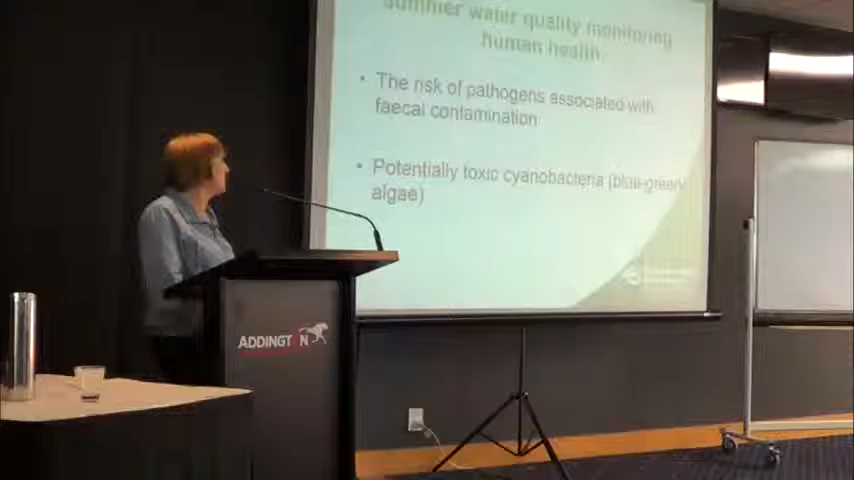 summer water quality monitoring
human health.
• The risk of pathogens associated with
faecal contamination
• Potentially toxic cyanobacteria (blue-green
algae)
ADDINGTON